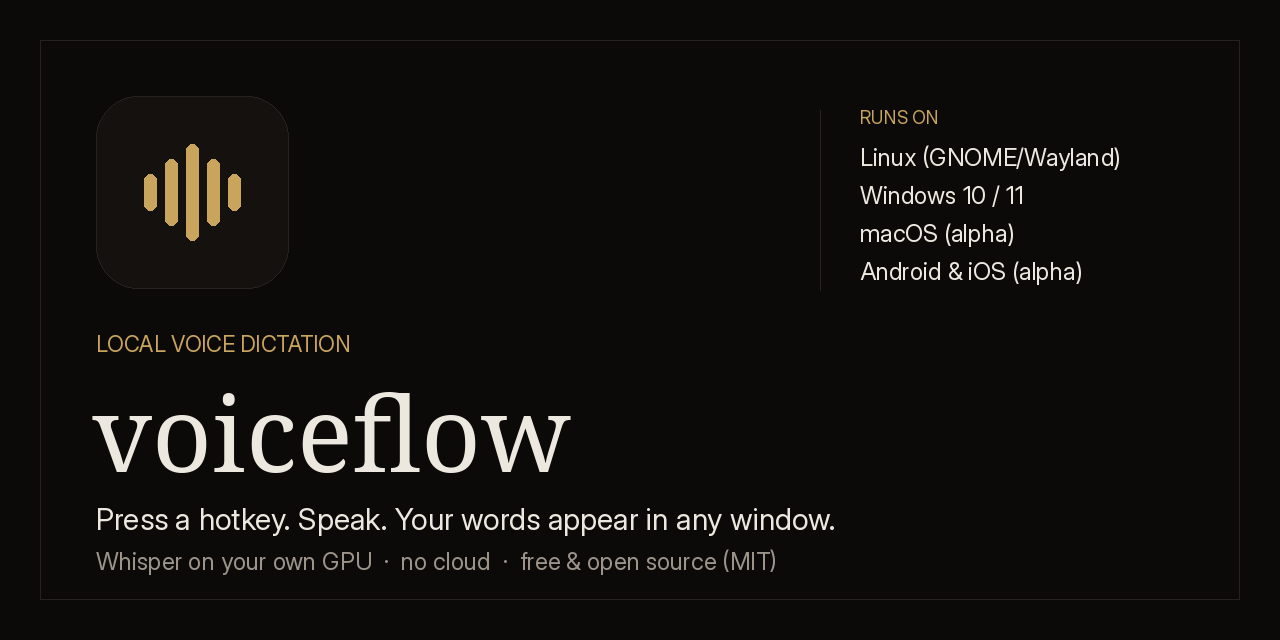 RUNS ON
Linux (GNOME/Wayland)
Windows 10 / 11
macOS (alpha)
Android & iOS (alpha)
LOCAL VOICE DICTATION
voiceflow
Press a hotkey. Speak. Your words appear in any window.
Whisper on your own GPU · no cloud · free & open source (MIT)